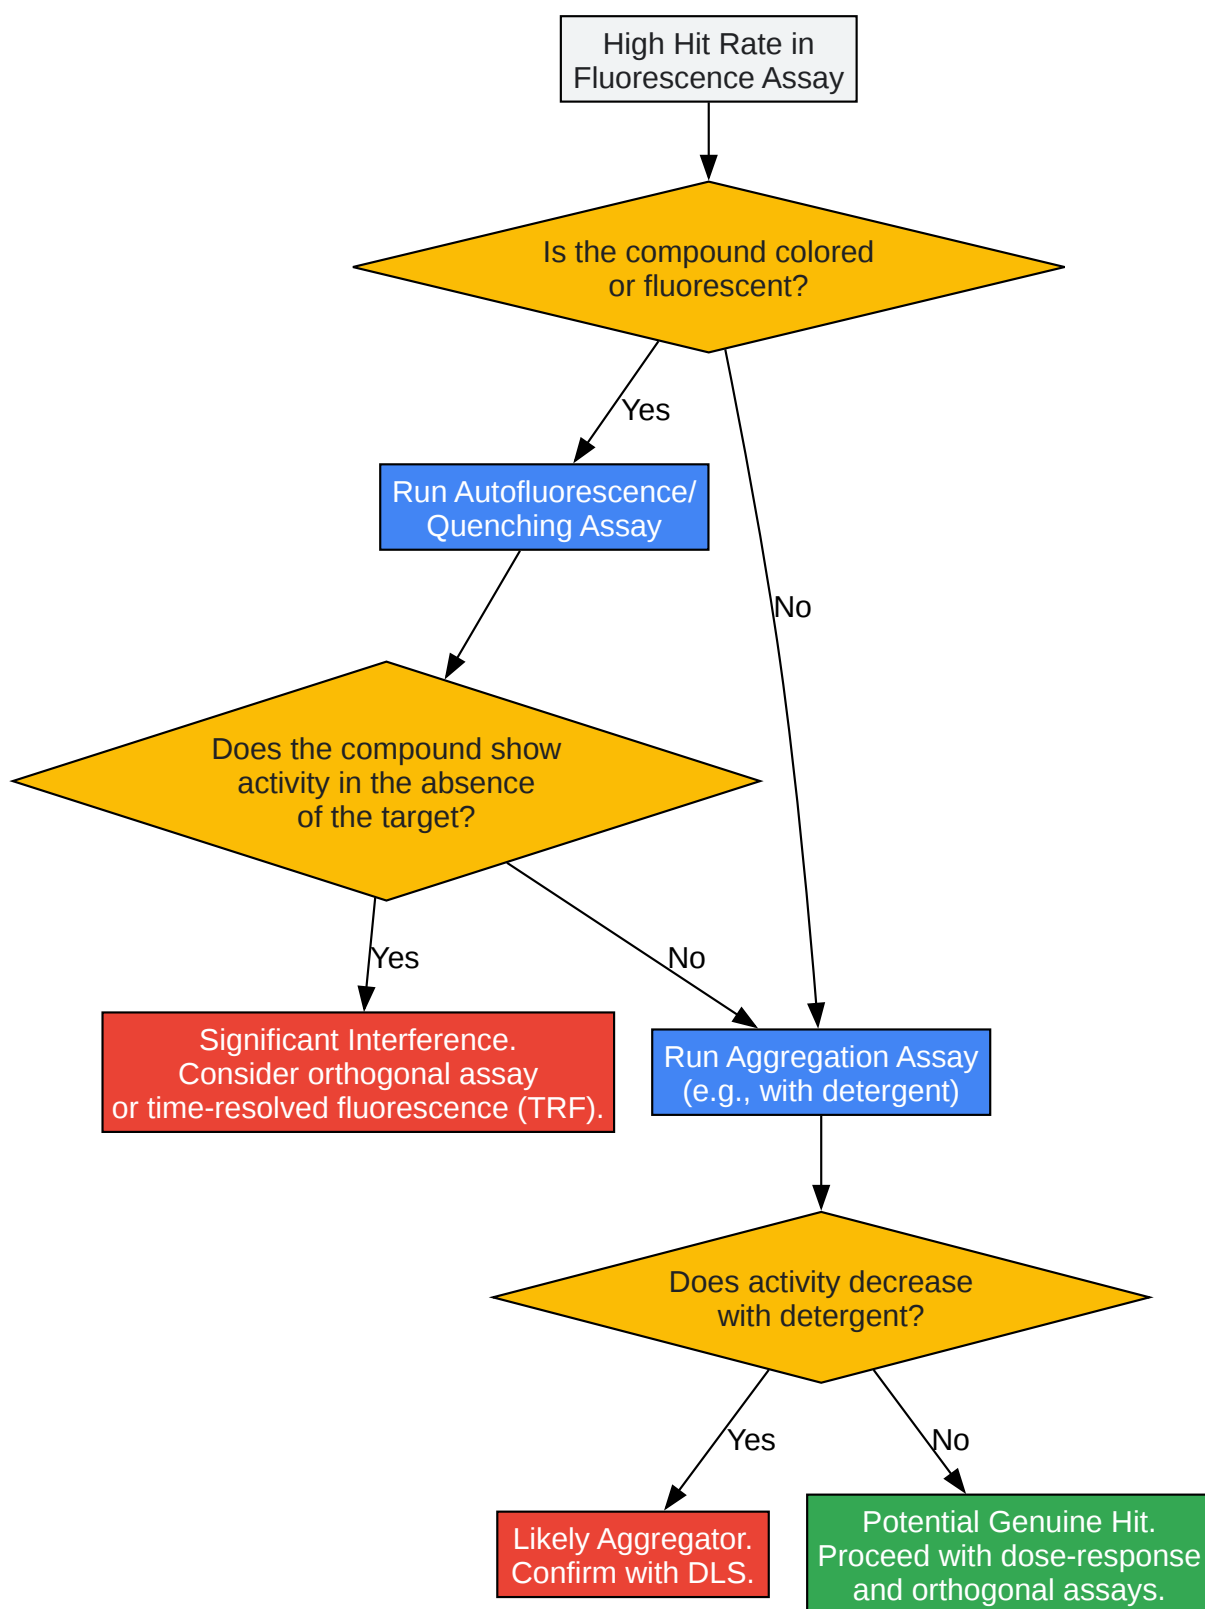 High Hit Rate in
Fluorescence Assay
Is the compound colored
or fluorescent?
Yes
Run Autofluorescence/
Quenching Assay
No
Does the compound show
activity in the absence
of the target?
Yes
No
Significant Interference.
Consider orthogonal assay
or time-resolved fluorescence (TRF).
Run Aggregation Assay
(e.g., with detergent)
Does activity decrease
with detergent?
Yes
No
Likely Aggregator.
Confirm with DLS.
Potential Genuine Hit.
Proceed with dose-response
and orthogonal assays.